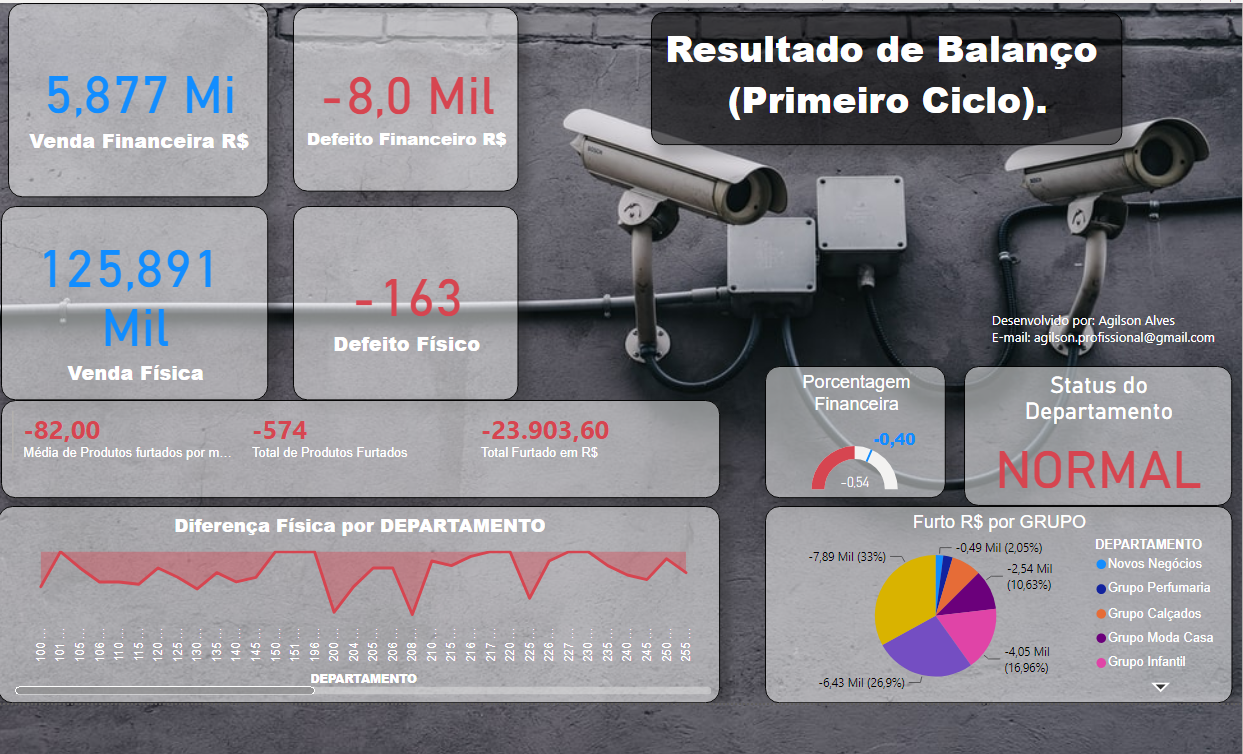 5,877 Mi
Venda Financeira R$
-8,0 Mil
Defeito Financeiro R$
Resultado de Balanço
(Primeiro Ciclo).
125,891
Mil
Venda Física
-163
Defeito Físico
Desenvolvido por: Agilson Alves
E-mail: agilson.profissional@gmail.com
-82,00
Média de Produtos furtados por m...
-574
Total de Produtos Furtados
-23.903,60
Total Furtado em R$
Porcentagem
Financeira
-0,40
-0,54
Status do
Departamento
NORMAL
Diferença Física por DEPARTAMENTO
100 ...
101 ...
105 ...
106 ...
110 ...
115 ...
120 ...
125 ...
130 ...
135 ...
140 ...
145 ...
150 ...
151 ...
196 ...
200 ...
204 ...
205 ...
206 ...
208 ...
210 ...
215 ...
216 ...
217 ...
220 ...
225 ...
226 ...
227 ...
230 ...
235 ...
240 ...
245 ...
250 ...
255 ...
DEPARTAMENTO
Furto R$ por GRUPO
-0,49 Mil (2,05%)
-2,54 Mil
(10,63%)
-4,05 Mil
(16,96%)
-6,43 Mil (26,9%)
-7,89 Mil (33%)
DEPARTAMENTO
Novos Negócios
Grupo Perfumaria
Grupo Calçados
Grupo Moda Casa
Grupo Infantil